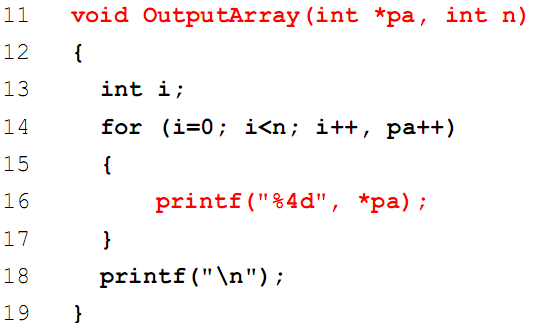 11 void OutputArray(int *pa, int n)
12 {
13 int i;
14 for (i=0; i<n; i++, pa++)
15 {
16 printf("%4d", *pa);
17 }
18 printf("\n");
19 }